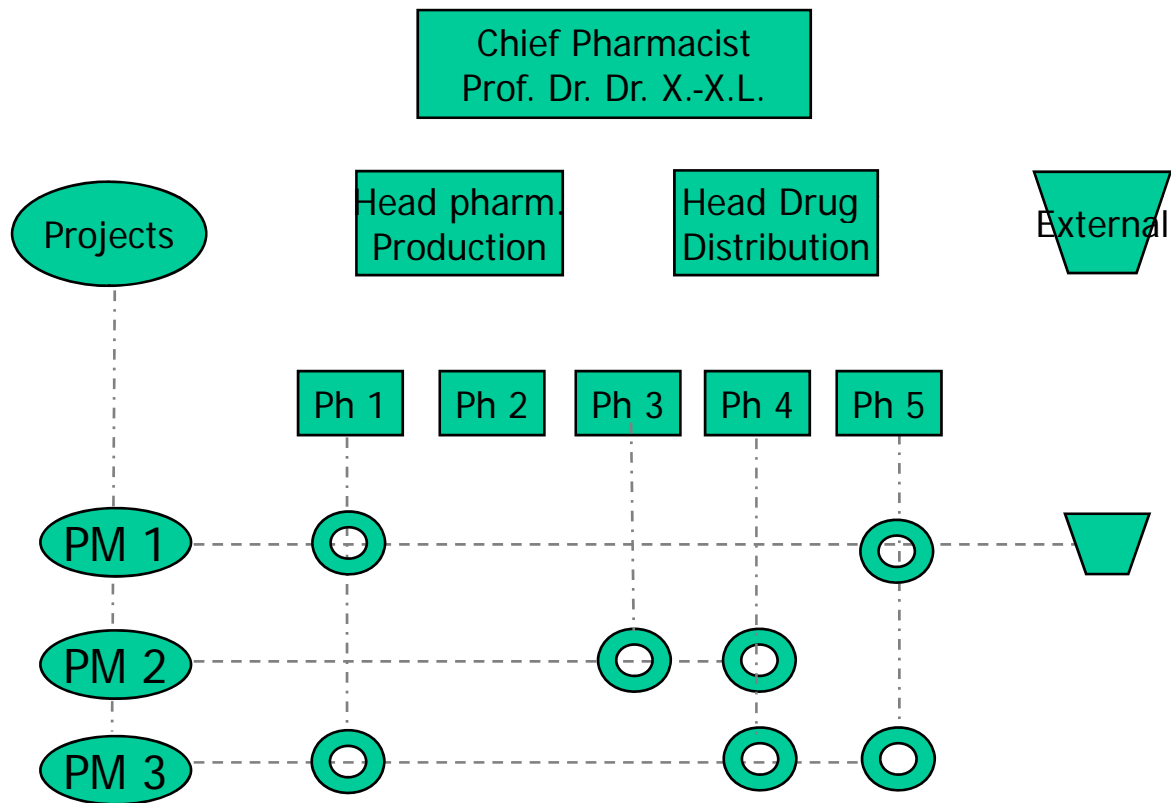 Chief Pharmacist
Prof. Dr. Dr. X.-X.L.
Projects
Head pharm.
Production
Head Drug
Distribution
External
Ph 1
Ph 2
Ph 3
Ph 4
Ph 5
PM 1
PM 2
PM 3